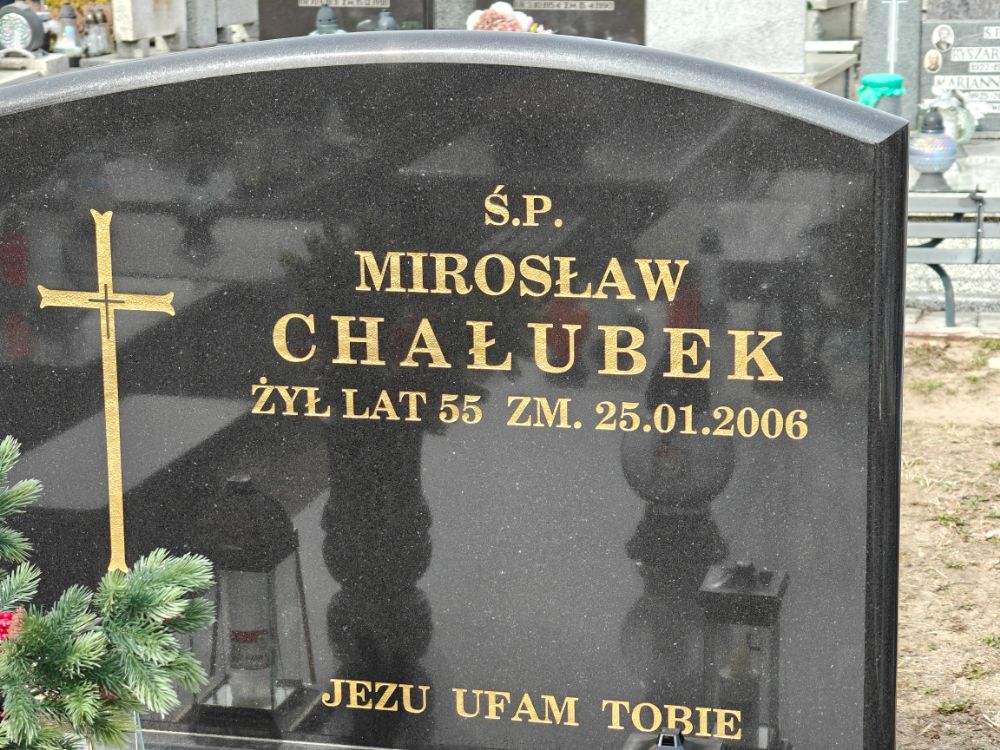 Ś.P.
MIROSŁAW
CHAŁUBEK
ŻYŁ LAT 55 ZM. 25.01.2006
JEZU UFAM TOBIE